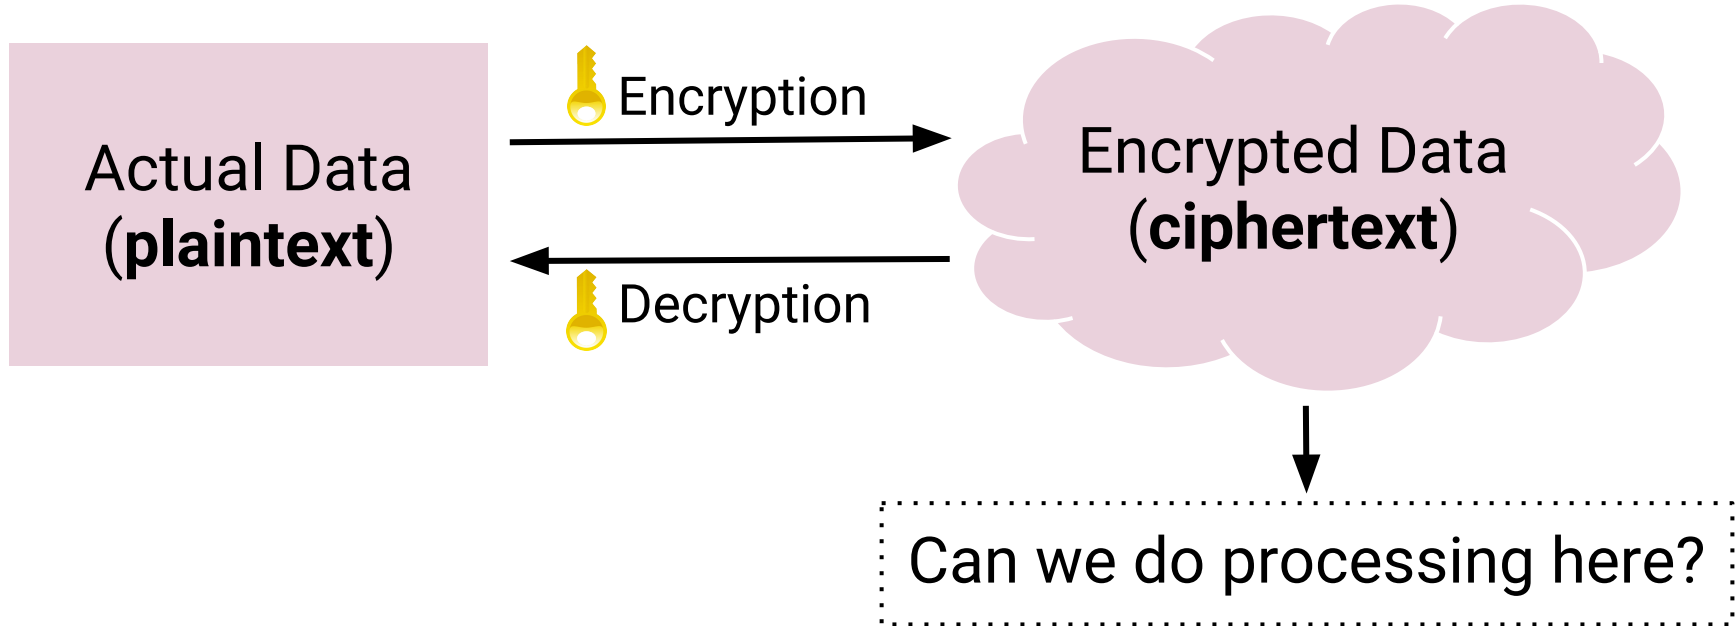 Actual Data
(plaintext)
Encryption
Decryption
Encrypted Data
(ciphertext)
Can we do processing here?